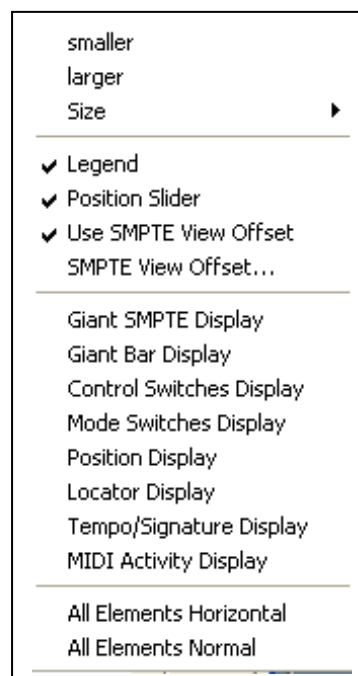 smaller
larger
Size
Legend
Position Slider
Use SMPTE View Offset
SMPTE View Offset...
Giant SMPTE Display
Giant Bar Display
Control Switches Display
Mode Switches Display
Position Display
Locator Display
Tempo/Signature Display
MIDI Activity Display
All Elements Horizontal
All Elements Normal